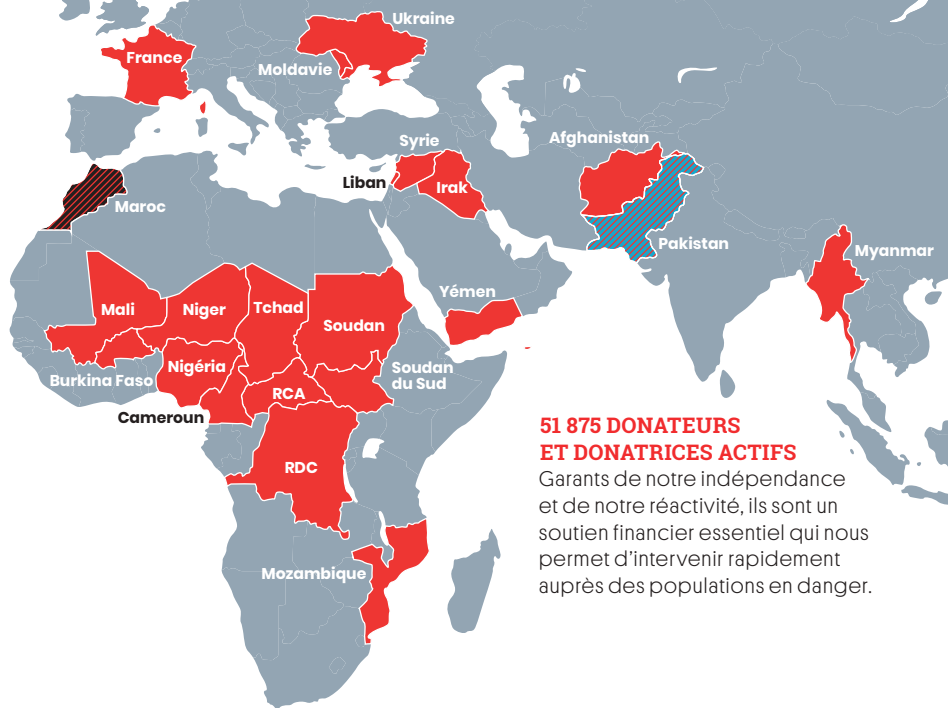 Ukraine
France
Moldavie
Syrie
Afghanistan
Liban
Irak
Maroc
Pakistan
Myanmar
Yémen
Mali
Niger
Tchad
Soudan
Nigéria
Soudan
du Sud
Burkina Faso
RCA
Cameroun
RDC
Mozambique
51 875 DONATEURS
ET DONATRICES ACTIFS
Garants de notre indépendance
et de notre réactivité, ils sont un
soutien financier essentiel qui nous
permet d’intervenir rapidement
auprès des populations en danger.